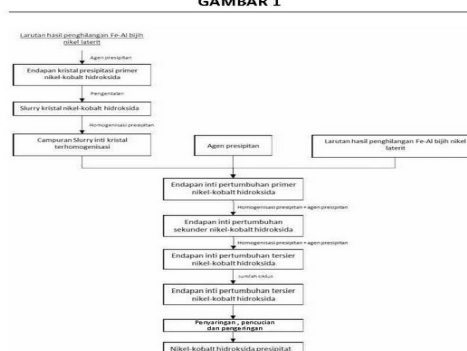 GAMBAR 1
Larutan hasil penghilangan Fe-Al bijih
nikel laterit
Agen presipitan
Endapan kristal presipitasi primer
nikel-kobalt hidroksida
Pengentalan
Slurry kristal nikel-kobalt hidroksida
Homogenisasi presipitan
Campuran Slurry inti kristal
terhomogenisasi
Agen presipitan
Larutan hasil penghilangan Fe-Al bijih nikel
laterit
Endapan inti pertumbuhan primer
nikel-kobalt hidroksida
Homogenisasi presipitan + agen presipitan
Endapan inti pertumbuhan
sekunder nikel-kobalt hidroksida
Homogenisasi presipitan + agen presipitan
Endapan inti pertumbuhan tersier
nikel-kobalt hidroksida
Jumlah siklus
Endapan inti pertumbuhan tersier
nikel-kobalt hidroksida
Penyaringan , pencucian
dan pengeringan
Nikel-kobalt hidroksida presipitat